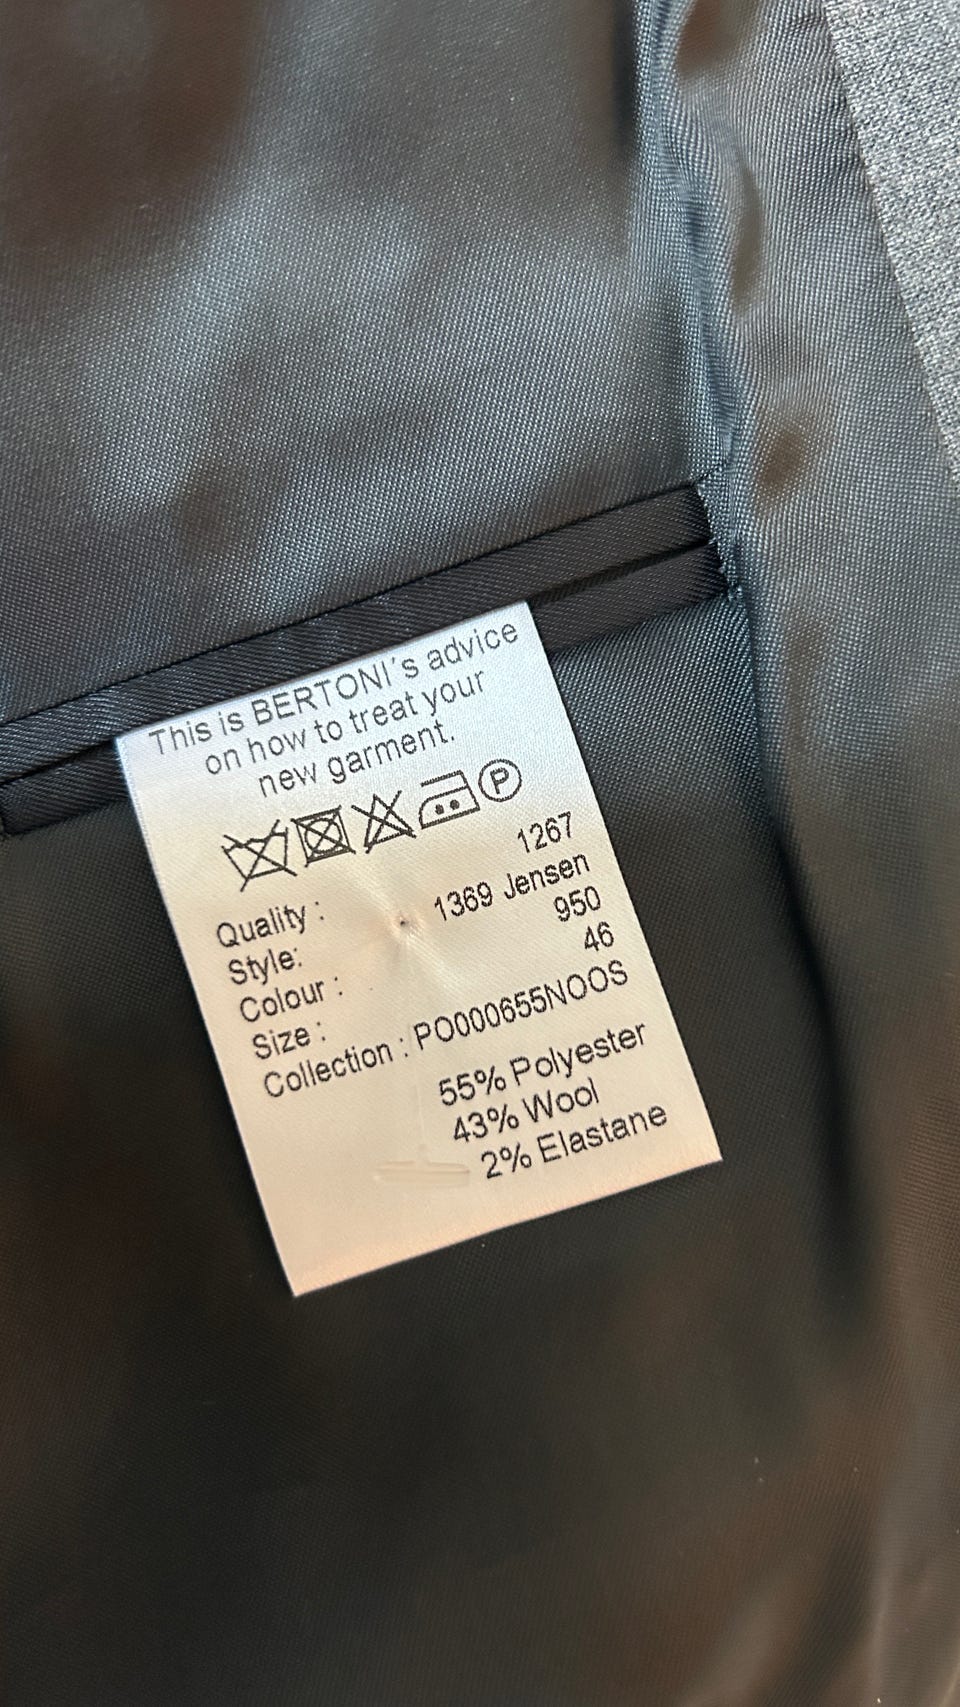 This is BERTONI's advice
on how to treat your
new garment.
P
Quality : 1267
Style: 1369 Jensen
Colour : 950
Size : 46
Collection : PO000655NOOS
55% Polyester
43% Wool
2% Elastane